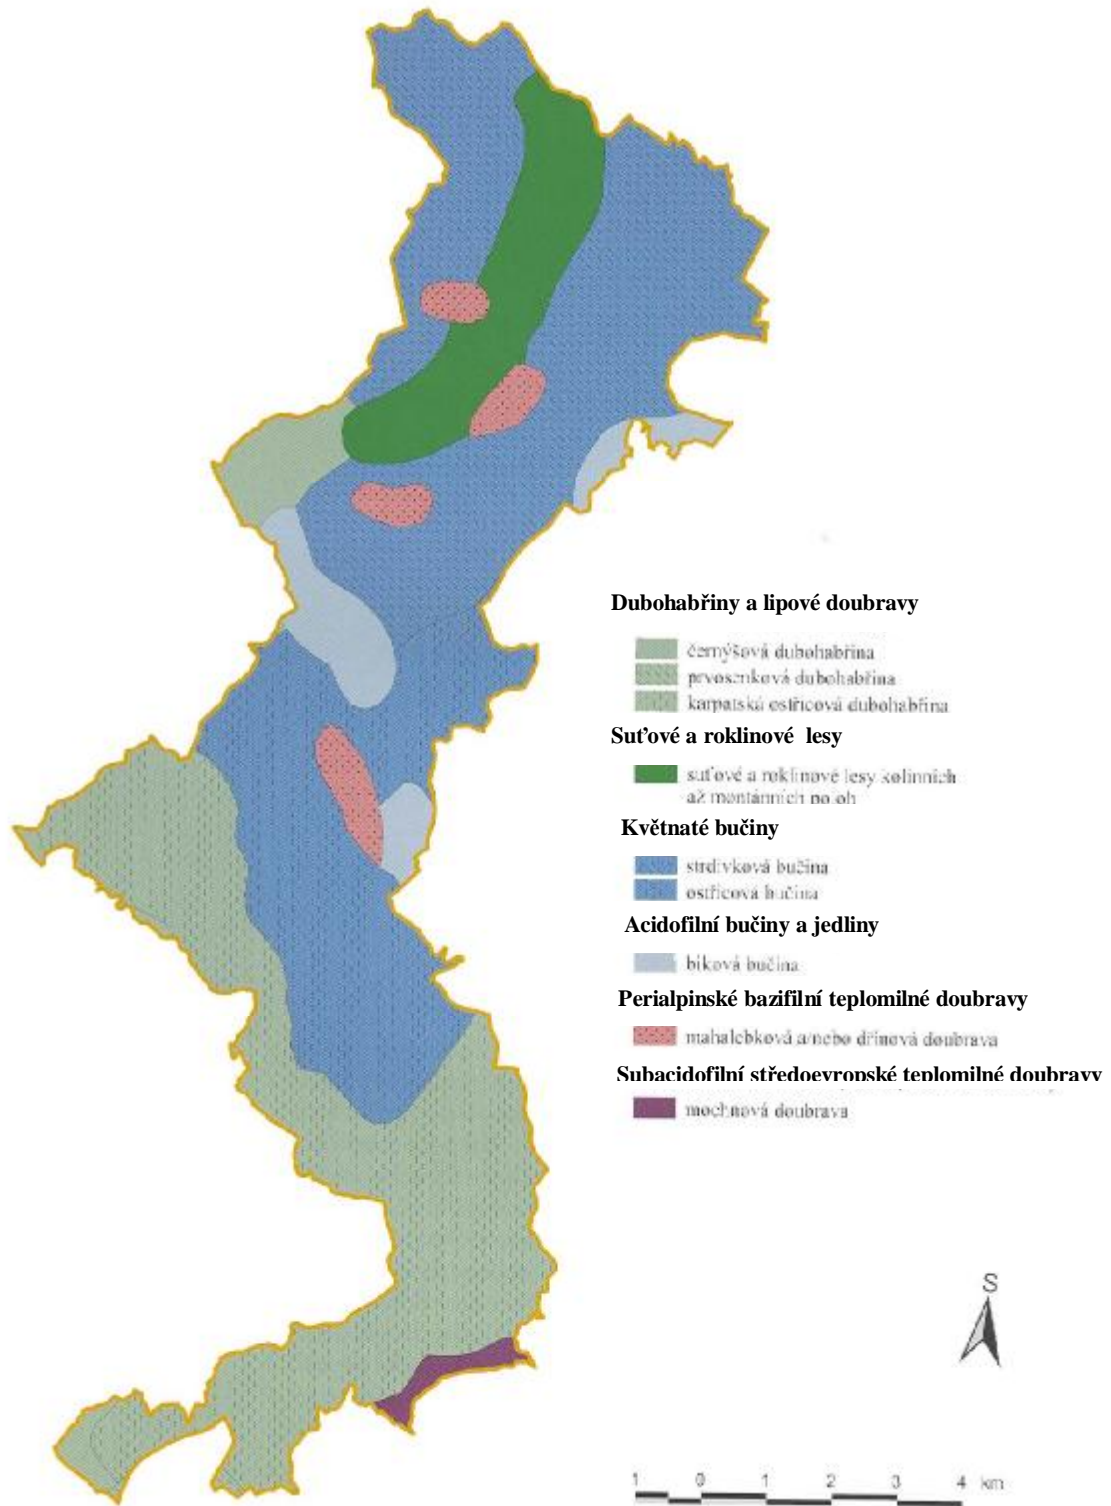 Dubohabřiny a lipové doubravy
černýšová dubohabřina
prvosenková dubohabřina
karpatská ostřicová dubohabřina
Suťové a roklinové lesy
suťové a roklinové lesy kolinních
až montánních poloh
Květnaté bučiny
strdivková bučina
ostřicová bučina
Acidofilní bučiny a jedliny
biková bučina
Perialpinské bazifilní teplomilné doubravy
mahalebková a/nebo dřínová doubrava
Subacidofilní středoevropské teplomilné doubravy
mochnová doubrava
S
1 0 1 2 3 4 km